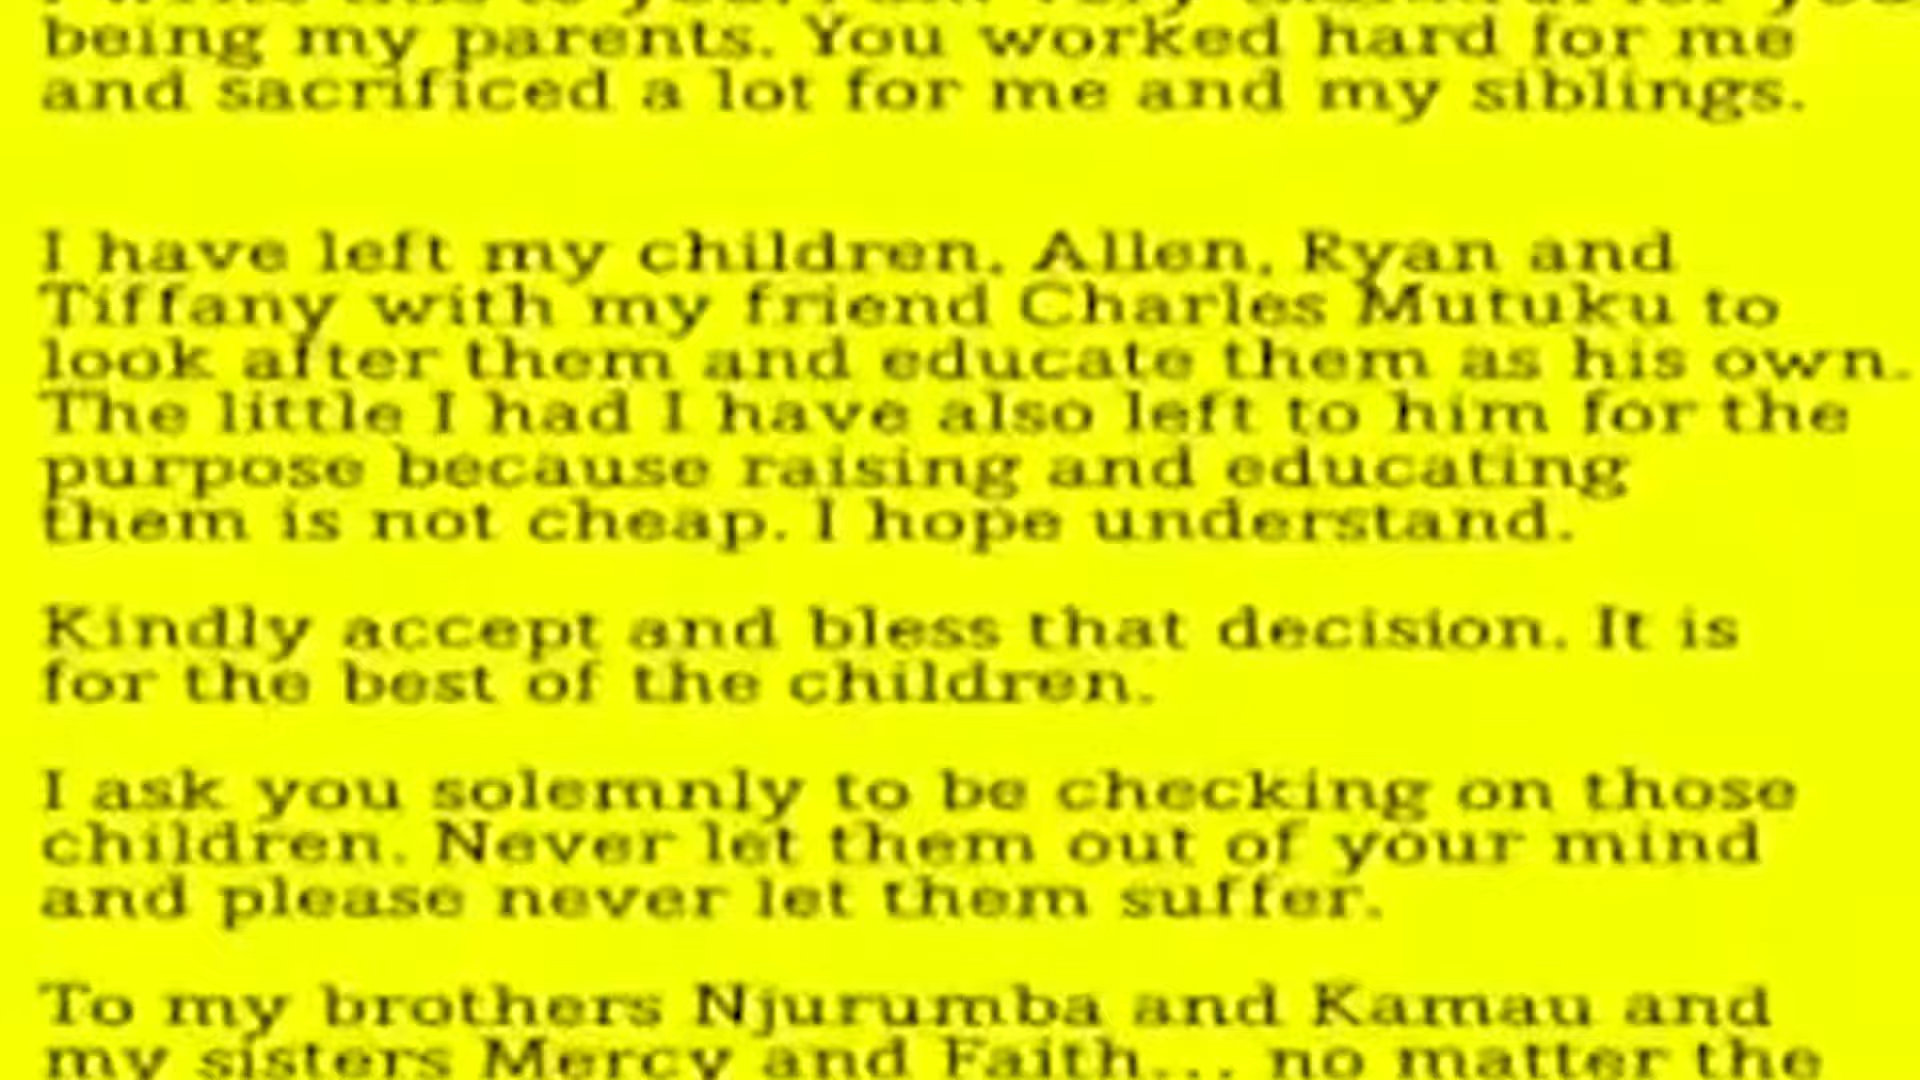 being my parents. You worked hard for me
and sacrificed a lot for me and my siblings.
I have left my children, Allen, Ryan and
Tiffany with my friend Charles Mutuku to
look after them and educate them as his own.
The little I had I have also left to him for the
purpose because raising and educating
them is not cheap. I hope understand.
Kindly accept and bless that decision. It is
for the best of the children.
I ask you solemnly to be checking on those
children. Never let them out of your mind
and please never let them suffer.
To my brothers Njurumba and Kamau and
my sisters Mercy and Faith... no matter the